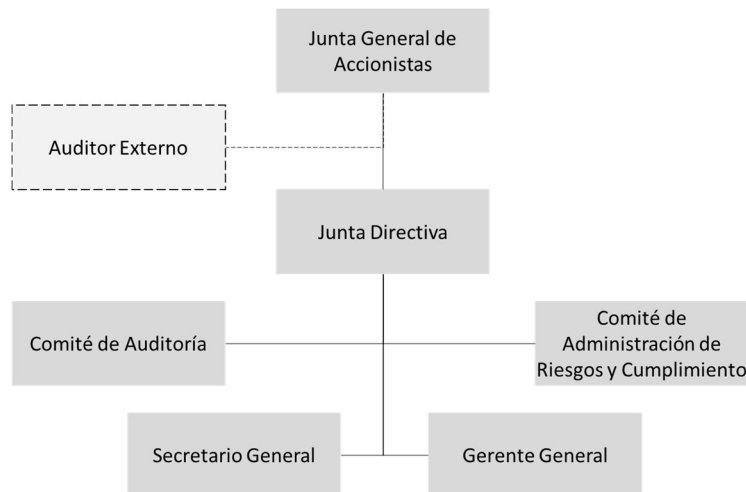 Junta General de
Accionistas
Auditor Externo
Junta Directiva
Comité de Auditoría
Comité de
Administración de
Riesgos y Cumplimiento
Secretario General
Gerente General